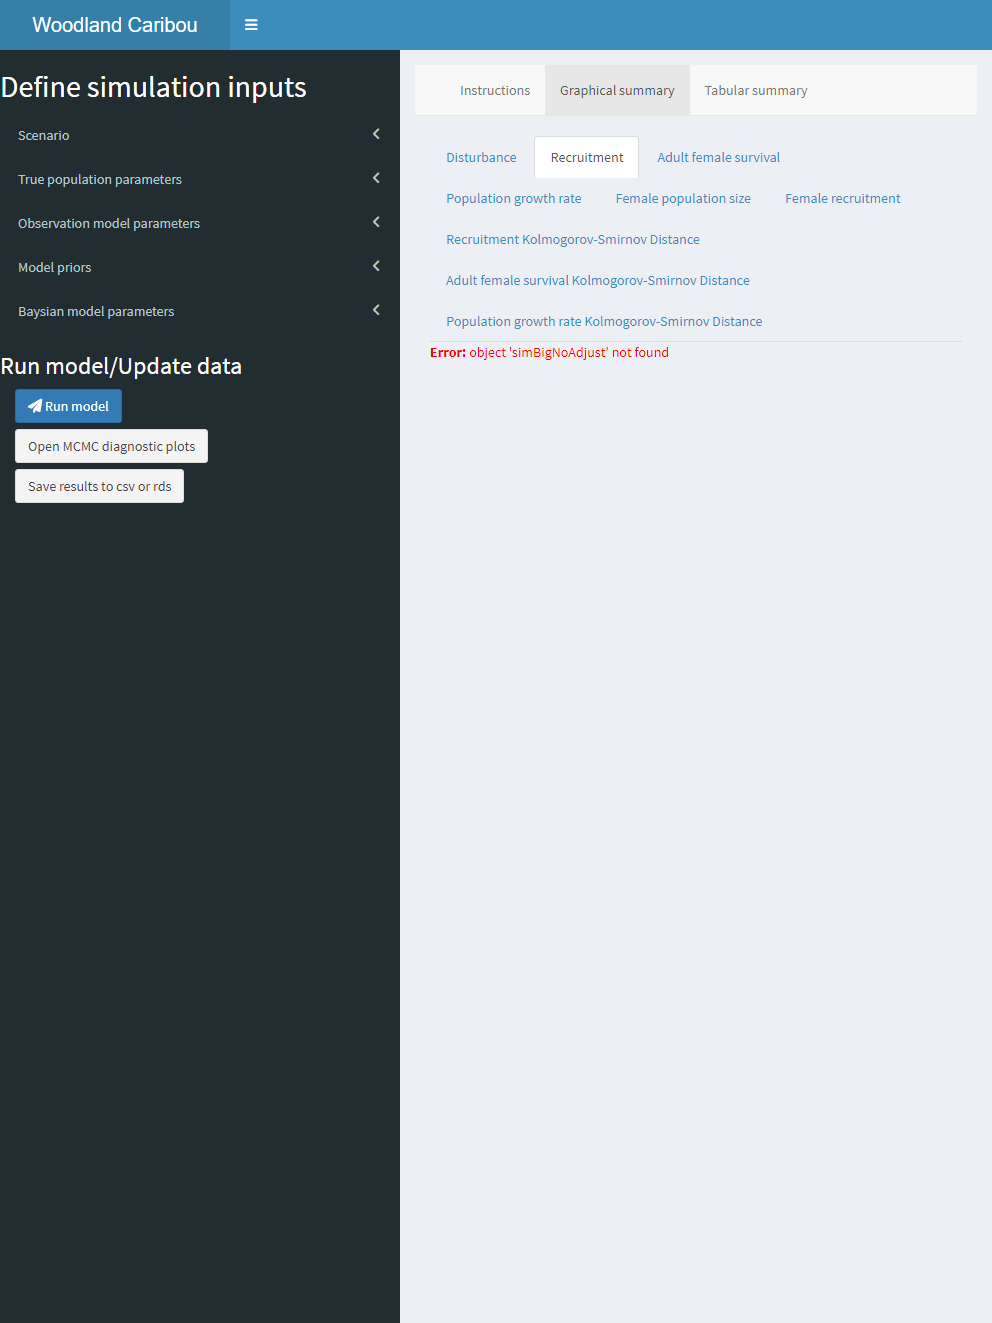 Woodland Caribou
Define simulation inputs
Scenario
True population parameters
Observation model parameters
Model priors
Baysian model parameters
Run model/Update data
Run model
Open MCMC diagnostic plots
Save results to csv or rds
Instructions Graphical summary Tabular summary
Disturbance Recruitment Adult female survival
Population growth rate Female population size Female recruitment
Recruitment Kolmogorov-Smirnov Distance
Adult female survival Kolmogorov-Smirnov Distance
Population growth rate Kolmogorov-Smirnov Distance
Error: object 'simBigNoAdjust' not found